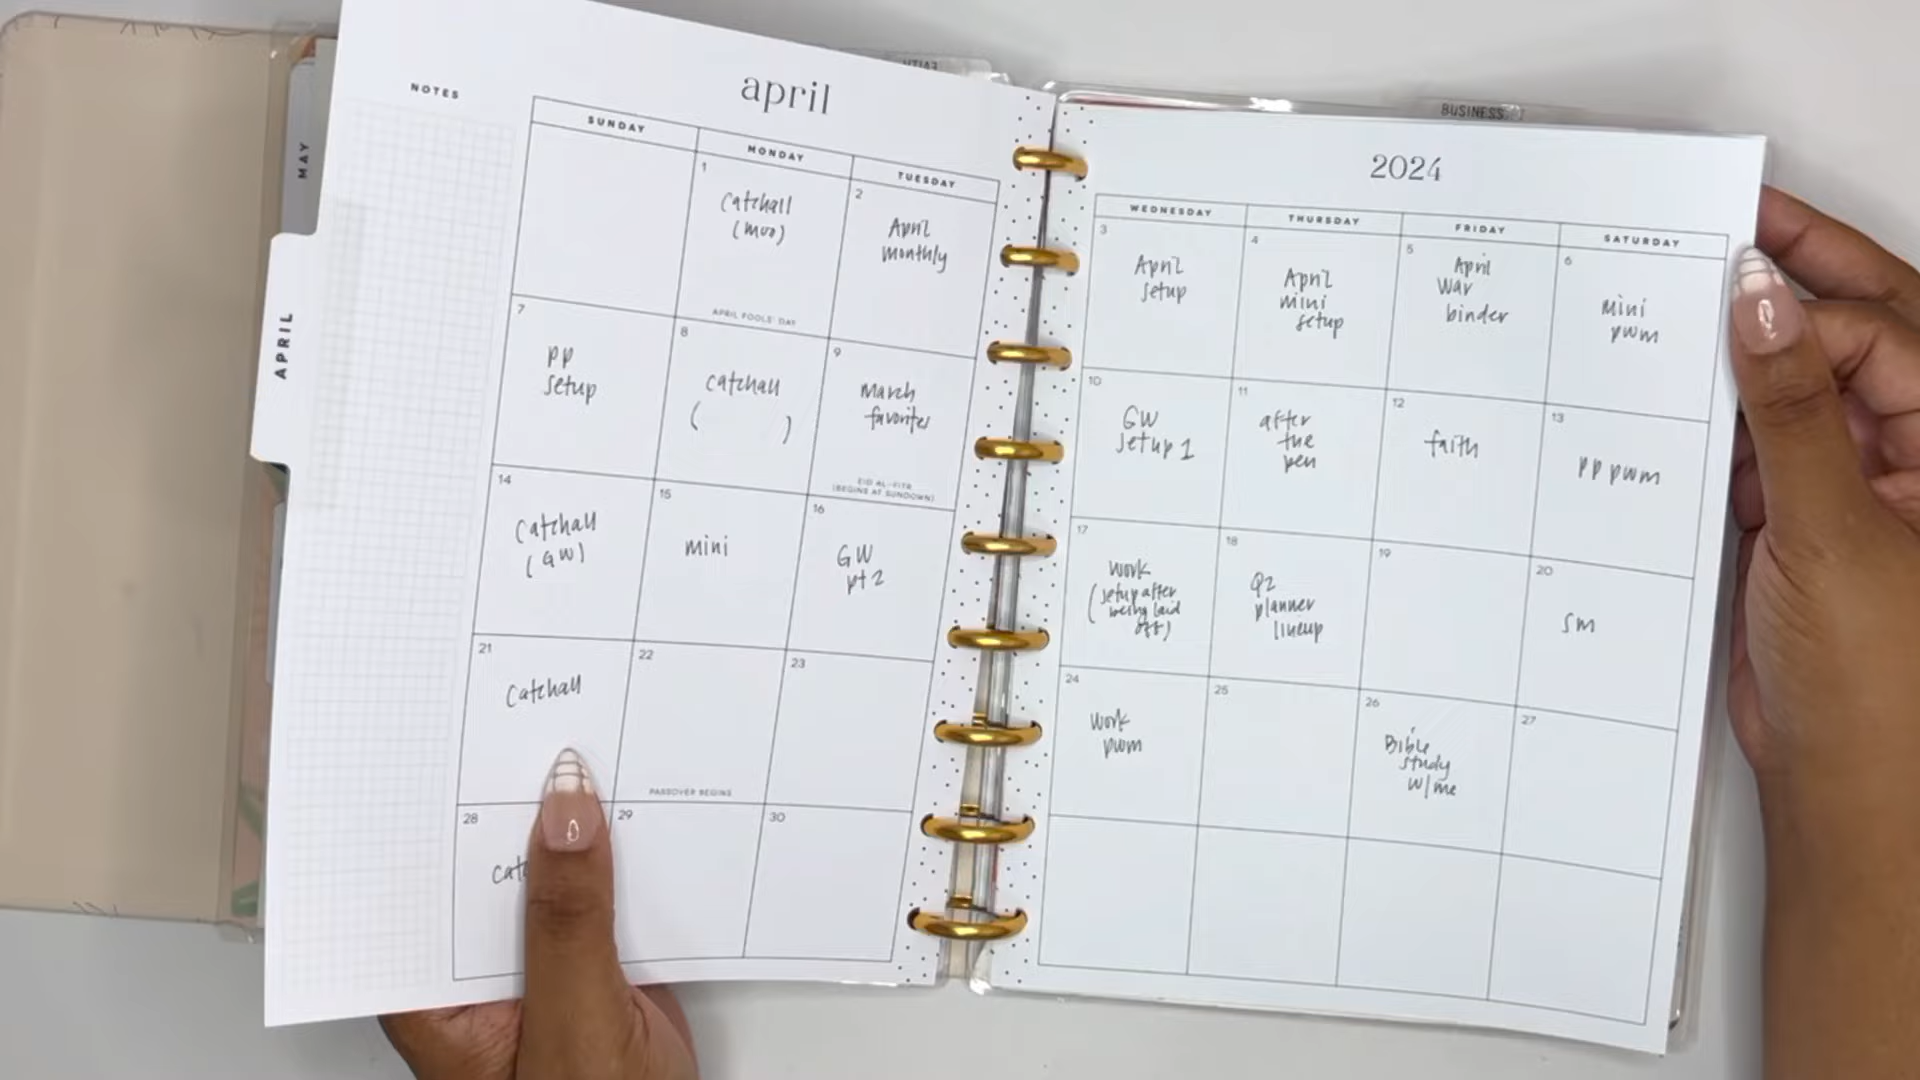 FAITH
BUSINESS
NOTES
april
2024
MAY
APRIL
SUNDAY
MONDAY
TUESDAY
WEDNESDAY
THURSDAY
FRIDAY
SATURDAY
1
catchall
(moo)
APRIL FOOLS' DAY
2
April
monthly
3
April
setup
4
April
mini
setup
5
April
War
binder
6
Mini
pwm
7
PP
setup
8
catchall
( )
9
March
favorites
EID AL-FITR
(BEGINS AT SUNDOWN)
10
GW
setup 1
11
after
the
pen
12
faith
13
PP pwm
14
catchall
(GW)
15
mini
16
GW
pt 2
17
Work
(setup after
being laid
off)
18
Q2
planner
lineup
19
20
sm
21
catchall
22
PASSOVER BEGINS
23
24
Work
pwm
25
26
Bible
study
w/me
27
28
29
30